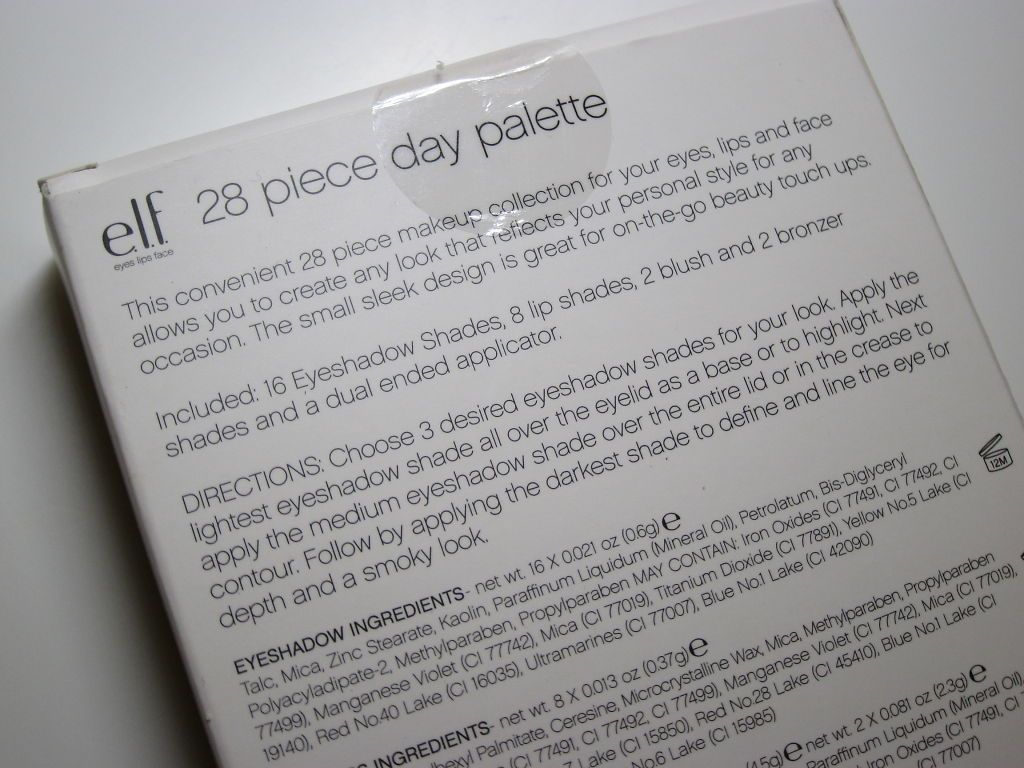 e.l.f.
eyes lips face
28 piece day palette
This convenient 28 piece makeup collection for your eyes, lips and face
allows you to create any look that reflects your personal style for any
occasion. The small sleek design is great for on-the-go beauty touch ups.
Included: 16 Eyeshadow Shades, 8 lip shades, 2 blush and 2 bronzer
shades and a dual ended applicator.
DIRECTIONS: Choose 3 desired eyeshadow shades for your look. Apply the
lightest eyeshadow shade all over the eyelid as a base or to highlight. Next
apply the medium eyeshadow shade over the entire lid or in the crease to
contour. Follow by applying the darkest shade to define and line the eye for
depth and a smoky look.
12M
EYESHADOW INGREDIENTS- net wt. 16 X 0.021 oz (0.6g)℮
Talc, Mica, Zinc Stearate, Kaolin, Paraffinum Liquidum (Mineral Oil), Petrolatum, Bis-Diglyceryl
Polyacyladipate-2, Methylparaben, Propylparaben MAY CONTAIN: Iron Oxides (CI 77491, CI 77492, CI
77499), Manganese Violet (CI 77742), Mica (CI 77019), Titanium Dioxide (CI 77891), Yellow No.5 Lake (CI
19140), Red No.40 Lake (CI 16035), Ultramarines (CI 77007), Blue No.1 Lake (CI 42090)
INGREDIENTS- net wt. 8 X 0.013 oz (0.37g)℮
Palmitate, Ceresine, Microcrystalline Wax, Mica, Methylparaben, Propylparaben
(CI 77491, CI 77492, CI 77499), Manganese Violet (CI 77742), Mica (CI 77019),
Lake (CI 15850), Red No.28 Lake (CI 45410), Blue No.1 Lake (CI
No.6 Lake (CI 15985)
(4.5g)℮ net wt. 2 X 0.081 oz (2.3g)℮
Paraffinum Liquidum (Mineral Oil),
Iron Oxides (CI 77491, CI
77007)